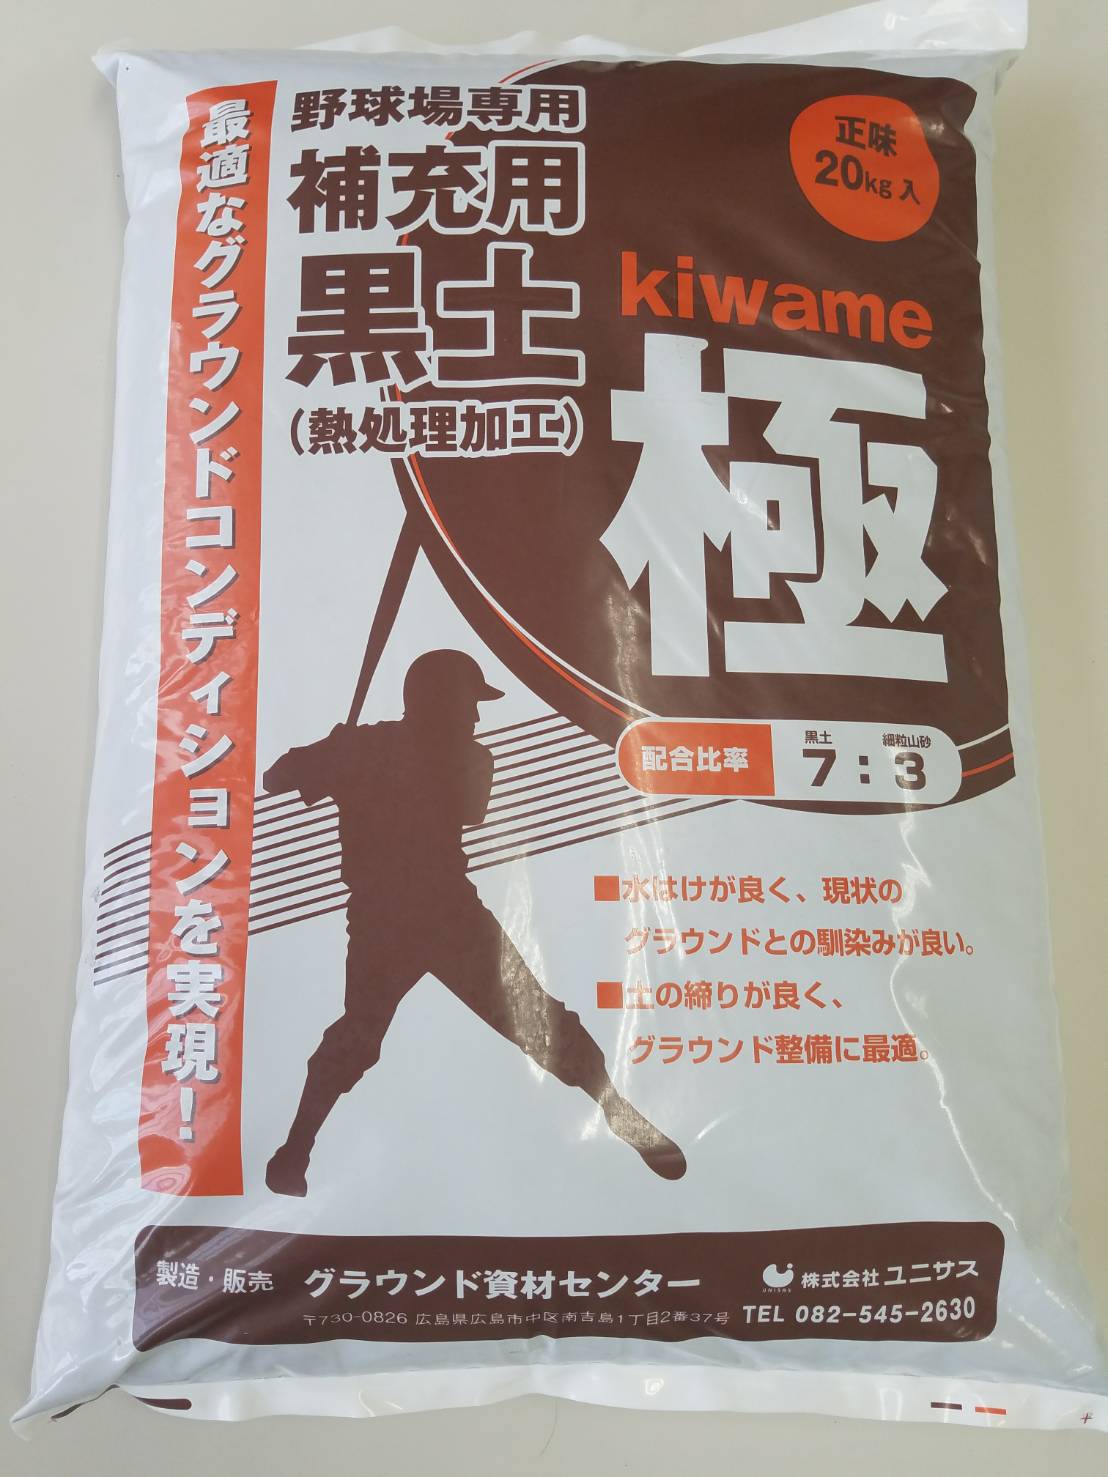 最適なグラウンドコンディションを実現!
野球場専用
補充用
黒土
(熱処理加工)
正味
20kg入
kiwame
極
配合比率
黒土 細粒山砂
7:3
■水はけが良く、現状の
グラウンドとの馴染みが良い。
■土の締りが良く、
グラウンド整備に最適。
製造・販売 グラウンド資材センター
〒730-0826 広島県広島市中区南吉島1丁目2番37号
UNISAS
株式会社ユニサス
TEL 082-545-2630